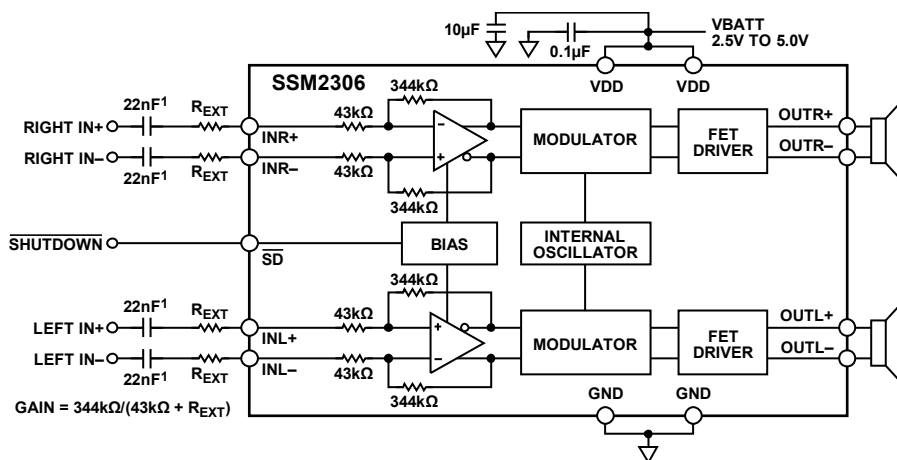 10µF
0.1µF
VBATT
2.5V TO 5.0V
SSM2306
VDD
VDD
22nF1
REXT
RIGHT IN+
INR+
43kΩ
344kΩ
MODULATOR
FET
DRIVER
OUTR+
RIGHT IN–
INR–
OUTR–
22nF1
REXT
43kΩ
344kΩ
SHUTDOWN
SD
BIAS
INTERNAL
OSCILLATOR
22nF1
REXT
344kΩ
43kΩ
LEFT IN+
INL+
OUTL+
MODULATOR
FET
DRIVER
LEFT IN–
INL–
OUTL–
22nF1
REXT
43kΩ
344kΩ
GND
GND
GAIN = 344kΩ/(43kΩ + REXT)